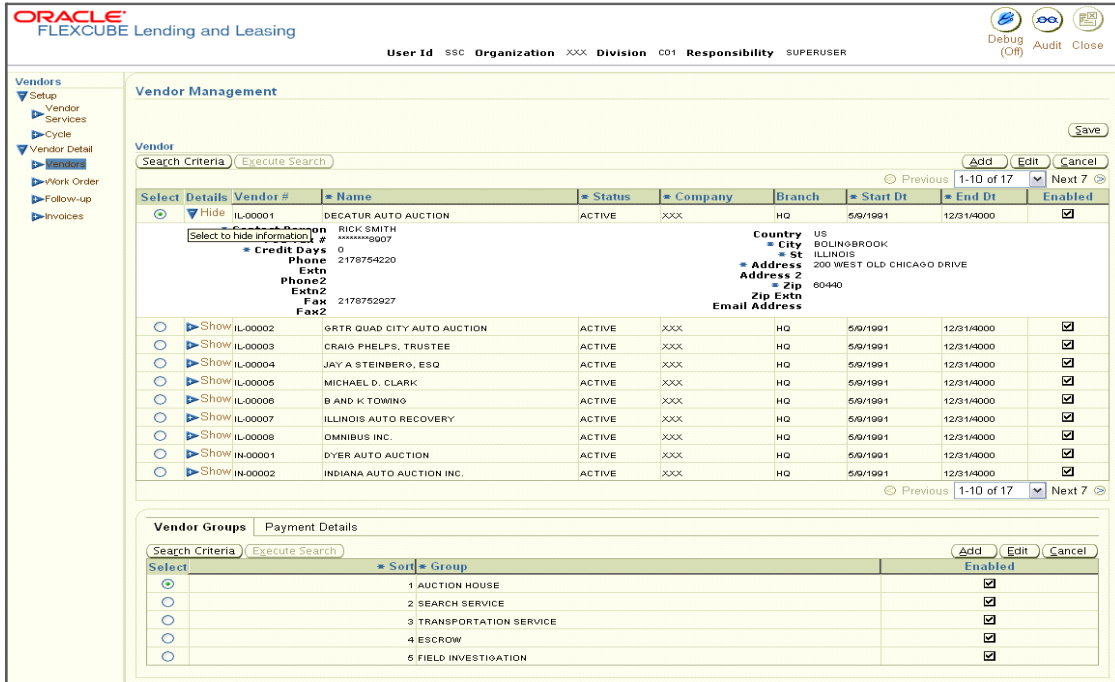 ORACLE
FLEXCUBE Lending and Leasing
Debug (Off) Audit Close
User Id SSC Organization XXX Division C01 Responsibility SUPERUSER
Vendors
Setup
Vendor Services
Cycle
Vendor Detail
Vendors
Work Order
Follow-up
Invoices
Vendor Management
Save
Vendor
Search Criteria Execute Search Add Edit Cancel
Previous 1-10 of 17 Next 7
Select Details Vendor # * Name * Status * Company Branch * Start Dt * End Dt Enabled
Hide IL-00001 DECATUR AUTO AUCTION ACTIVE XXX HQ 5/9/1991 12/31/4000
Select to hide information
RICK SMITH
# ********8907
* Credit Days 0
Phone 2178754220
Extn
Phone2
Extn2
Fax 2178752927
Fax2
Country US
* City BOLINGBROOK
* St ILLINOIS
* Address 200 WEST OLD CHICAGO DRIVE
Address 2
* Zip 60440
Zip Extn
Email Address
Show IL-00002 GRTR QUAD CITY AUTO AUCTION ACTIVE XXX HQ 5/9/1991 12/31/4000
Show IL-00003 CRAIG PHELPS, TRUSTEE ACTIVE XXX HQ 5/9/1991 12/31/4000
Show IL-00004 JAY A STEINBERG, ESQ ACTIVE XXX HQ 5/9/1991 12/31/4000
Show IL-00005 MICHAEL D. CLARK ACTIVE XXX HQ 5/9/1991 12/31/4000
Show IL-00006 B AND K TOWING ACTIVE XXX HQ 5/9/1991 12/31/4000
Show IL-00007 ILLINOIS AUTO RECOVERY ACTIVE XXX HQ 5/9/1991 12/31/4000
Show IL-00008 OMNIBUS INC. ACTIVE XXX HQ 5/9/1991 12/31/4000
Show IN-00001 DYER AUTO AUCTION ACTIVE XXX HQ 5/9/1991 12/31/4000
Show IN-00002 INDIANA AUTO AUCTION INC. ACTIVE XXX HQ 5/9/1991 12/31/4000
Previous 1-10 of 17 Next 7
Vendor Groups Payment Details
Search Criteria Execute Search Add Edit Cancel
Select * Sort * Group Enabled
1 AUCTION HOUSE
2 SEARCH SERVICE
3 TRANSPORTATION SERVICE
4 ESCROW
5 FIELD INVESTIGATION